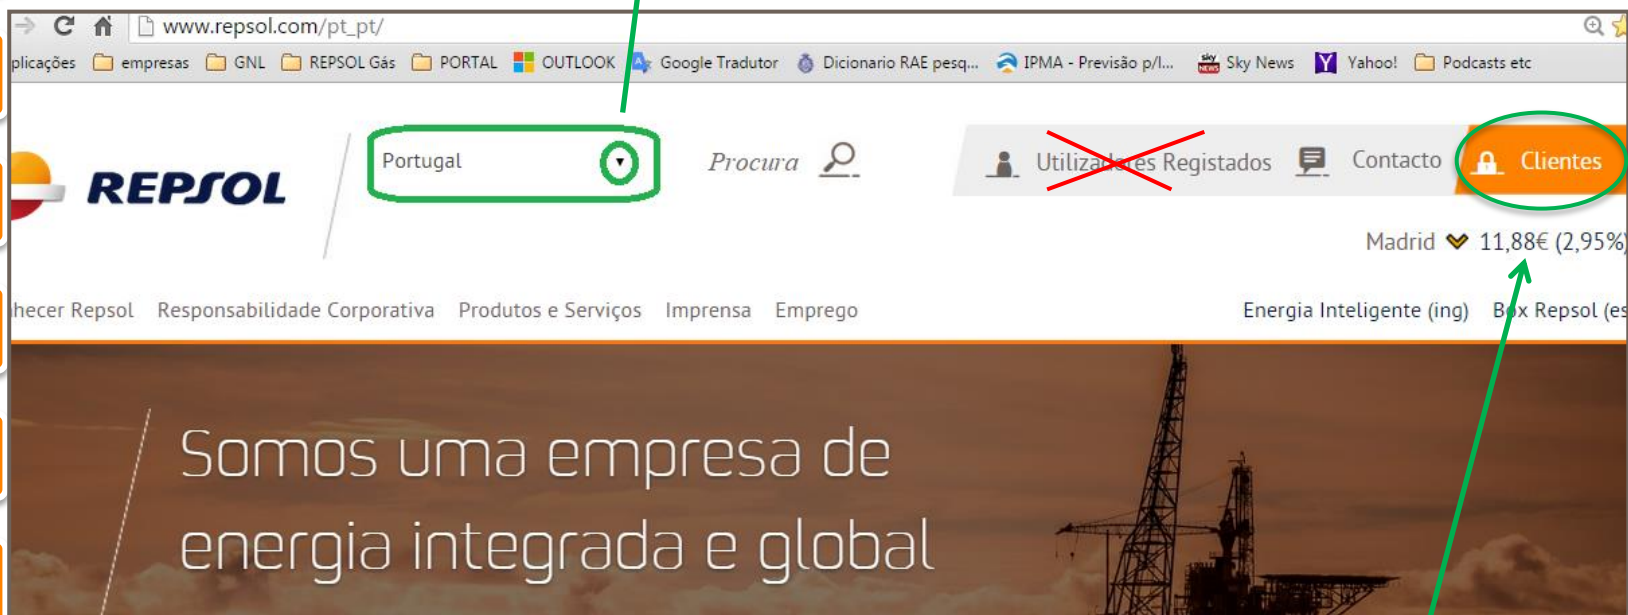 www.repsol.com/pt_pt/
plicações empresas GNL REPSOL Gás PORTAL OUTLOOK Google Tradutor Dicionario RAE pesq... IPMA - Previsão p/l... Sky News Yahoo! Podcasts etc
REPSOL Portugal Procura Utilizadores Registados Contacto Clientes
Madrid 11,88€ (2,95%)
hecer Repsol Responsabilidade Corporativa Produtos e Serviços Imprensa Emprego Energia Inteligente (ing) Box Repsol (es
Somos uma empresa de
energia integrada e global